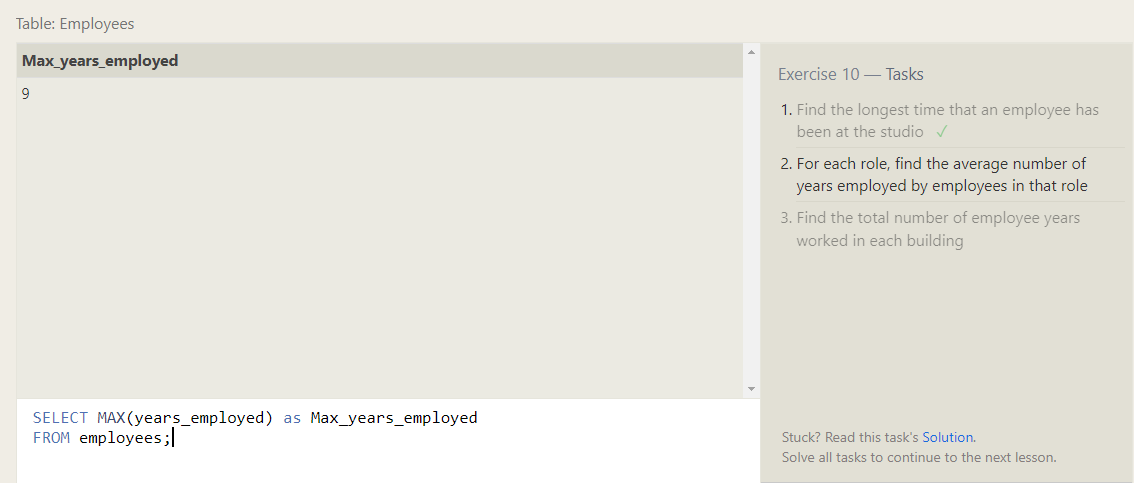 Table: Employees
Max_years_employed
9
SELECT MAX(years_employed) as Max_years_employed
FROM employees;
Exercise 10 — Tasks
1. Find the longest time that an employee has
been at the studio ✓
2. For each role, find the average number of
years employed by employees in that role
3. Find the total number of employee years
worked in each building
Stuck? Read this task's Solution.
Solve all tasks to continue to the next lesson.